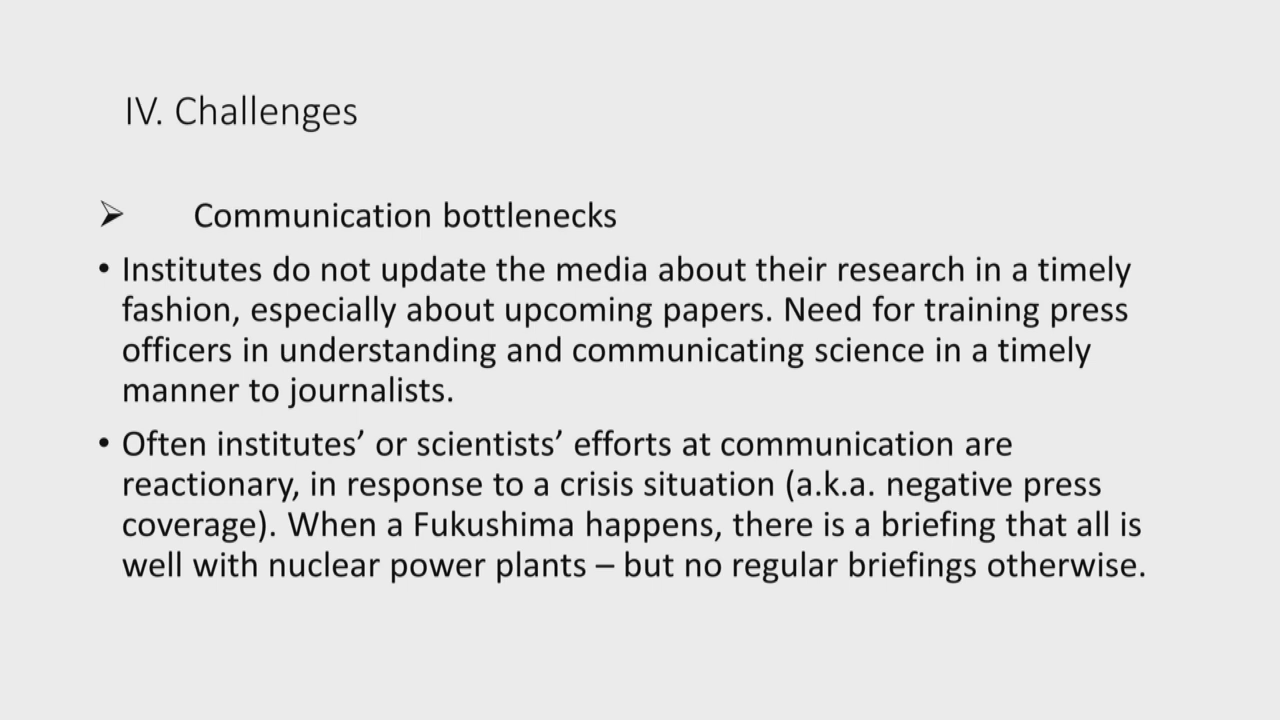 IV. Challenges
➢ Communication bottlenecks
• Institutes do not update the media about their research in a timely
fashion, especially about upcoming papers. Need for training press
officers in understanding and communicating science in a timely
manner to journalists.
• Often institutes’ or scientists’ efforts at communication are
reactionary, in response to a crisis situation (a.k.a. negative press
coverage). When a Fukushima happens, there is a briefing that all is
well with nuclear power plants – but no regular briefings otherwise.